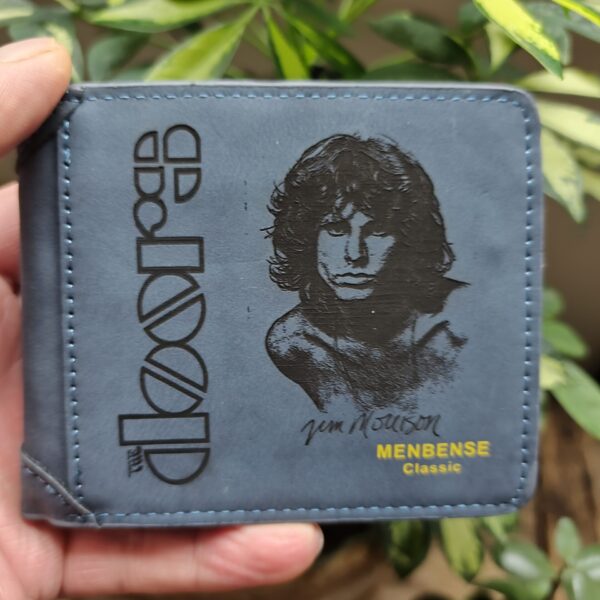 THE
DOORS
Jim Morrison
MENBENSE
Classic